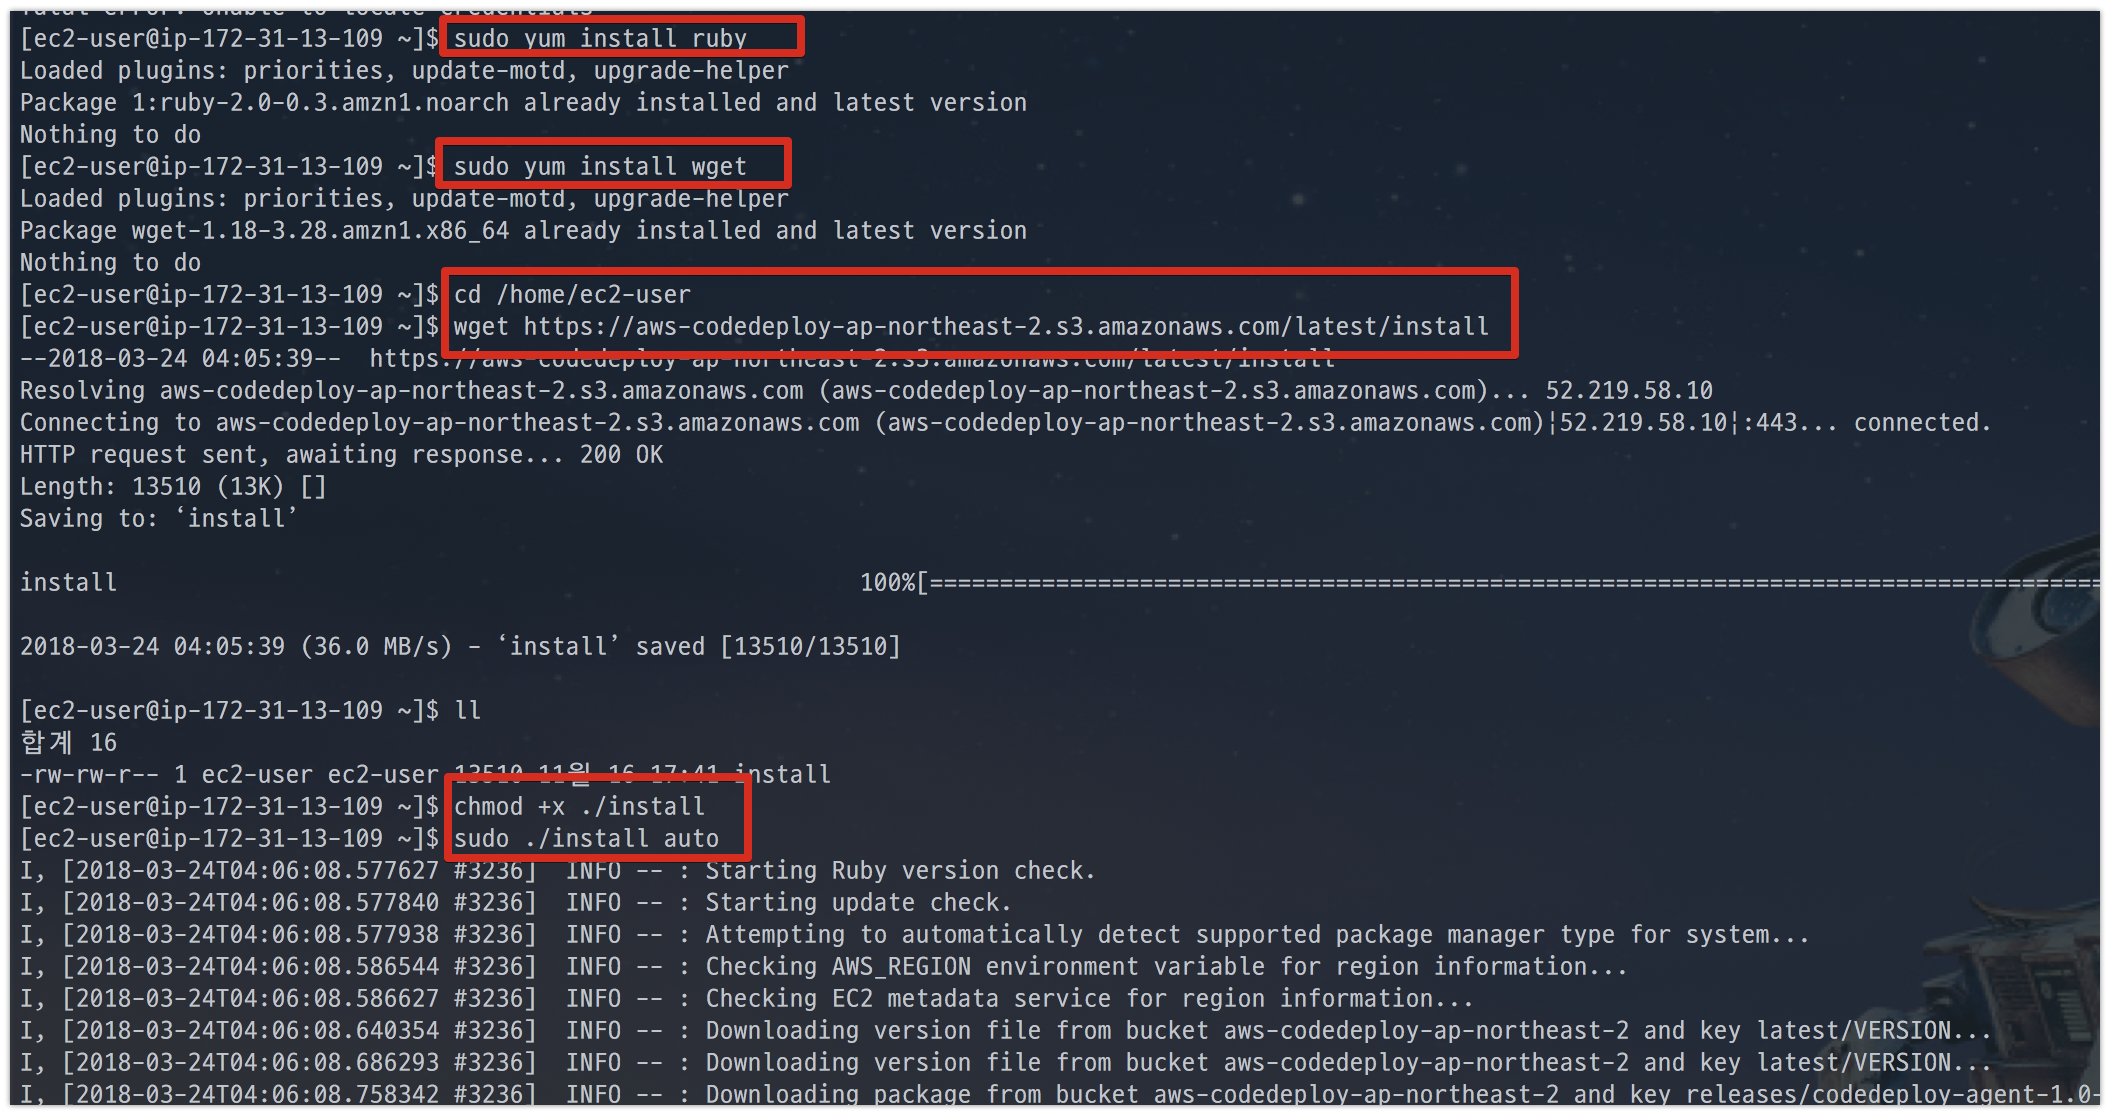 fatal error: Unable to locate credentials
[ec2-user@ip-172-31-13-109 ~]$ sudo yum install ruby
Loaded plugins: priorities, update-motd, upgrade-helper
Package 1:ruby-2.0-0.3.amzn1.noarch already installed and latest version
Nothing to do
[ec2-user@ip-172-31-13-109 ~]$ sudo yum install wget
Loaded plugins: priorities, update-motd, upgrade-helper
Package wget-1.18-3.28.amzn1.x86_64 already installed and latest version
Nothing to do
[ec2-user@ip-172-31-13-109 ~]$ cd /home/ec2-user
[ec2-user@ip-172-31-13-109 ~]$ wget https://aws-codedeploy-ap-northeast-2.s3.amazonaws.com/latest/install
--2018-03-24 04:05:39--  https://aws-codedeploy-ap-northeast-2.s3.amazonaws.com/latest/install
Resolving aws-codedeploy-ap-northeast-2.s3.amazonaws.com (aws-codedeploy-ap-northeast-2.s3.amazonaws.com)... 52.219.58.10
Connecting to aws-codedeploy-ap-northeast-2.s3.amazonaws.com (aws-codedeploy-ap-northeast-2.s3.amazonaws.com)¦52.219.58.10¦:443... connected.
HTTP request sent, awaiting response... 200 OK
Length: 13510 (13K) []
Saving to: ‘install’
install 100%[====================================================================================
2018-03-24 04:05:39 (36.0 MB/s) - ‘install’ saved [13510/13510]
[ec2-user@ip-172-31-13-109 ~]$ ll
합계 16
-rw-rw-r-- 1 ec2-user ec2-user 13510 11월 16 17:41 install
[ec2-user@ip-172-31-13-109 ~]$ chmod +x ./install
[ec2-user@ip-172-31-13-109 ~]$ sudo ./install auto
I, [2018-03-24T04:06:08.577627 #3236]  INFO -- : Starting Ruby version check.
I, [2018-03-24T04:06:08.577840 #3236]  INFO -- : Starting update check.
I, [2018-03-24T04:06:08.577938 #3236]  INFO -- : Attempting to automatically detect supported package manager type for system...
I, [2018-03-24T04:06:08.586544 #3236]  INFO -- : Checking AWS_REGION environment variable for region information...
I, [2018-03-24T04:06:08.586627 #3236]  INFO -- : Checking EC2 metadata service for region information...
I, [2018-03-24T04:06:08.640354 #3236]  INFO -- : Downloading version file from bucket aws-codedeploy-ap-northeast-2 and key latest/VERSION...
I, [2018-03-24T04:06:08.686293 #3236]  INFO -- : Downloading version file from bucket aws-codedeploy-ap-northeast-2 and key latest/VERSION...
I, [2018-03-24T04:06:08.758342 #3236]  INFO -- : Downloading package from bucket aws-codedeploy-ap-northeast-2 and key releases/codedeploy-agent-1.0-